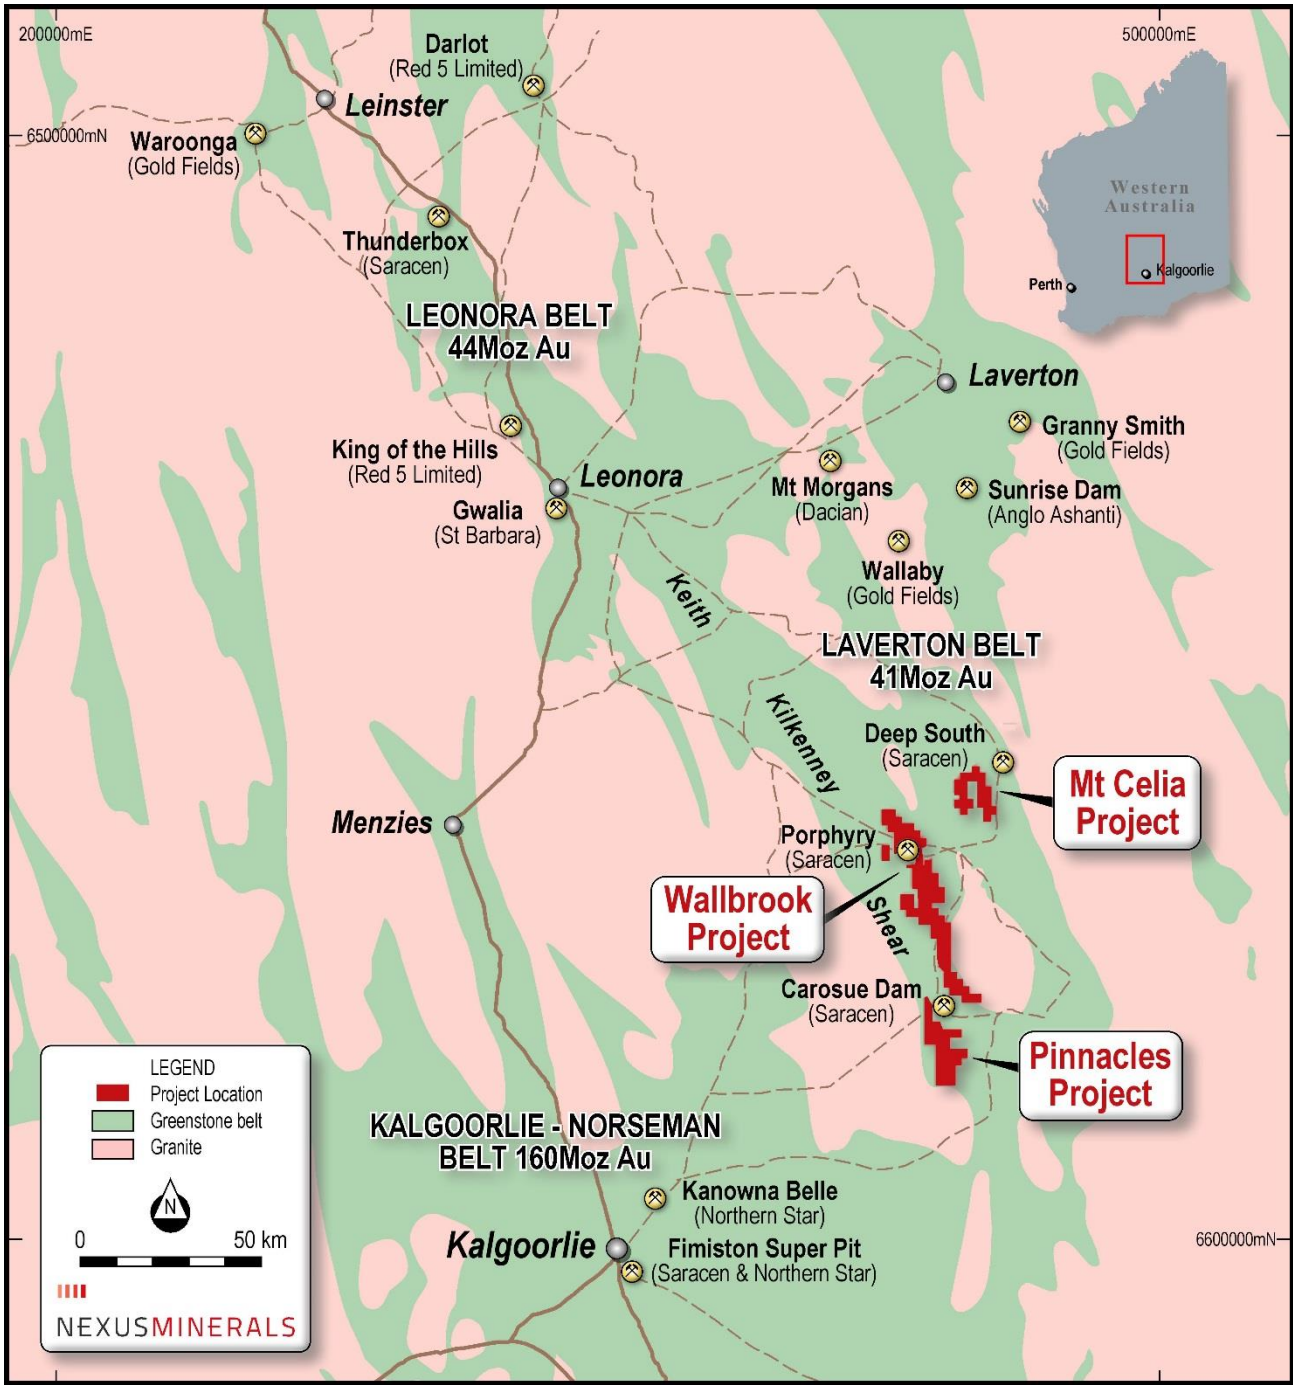 200000mE
500000mE
Darlot
(Red 5 Limited)
Leinster
6500000mN
Waroonga
(Gold Fields)
Western
Australia
Thunderbox
(Saracen)
Kalgoorlie
Perth
LEONORA BELT
44Moz Au
Laverton
Granny Smith
(Gold Fields)
King of the Hills
(Red 5 Limited)
Leonora
Mt Morgans
(Dacian)
Sunrise Dam
(Anglo Ashanti)
Gwalia
(St Barbara)
Wallaby
(Gold Fields)
Keith
LAVERTON BELT
41Moz Au
Kilkenney
Deep South
(Saracen)
Mt Celia
Project
Menzies
Porphyry
(Saracen)
Wallbrook
Project
Shear
Carosue Dam
(Saracen)
Pinnacles
Project
LEGEND
Project Location
Greenstone belt
Granite
N
0 50 km
NEXUSMINERALS
KALGOORLIE - NORSEMAN
BELT 160Moz Au
Kanowna Belle
(Northern Star)
Kalgoorlie
Fimiston Super Pit
(Saracen & Northern Star)
6600000mN